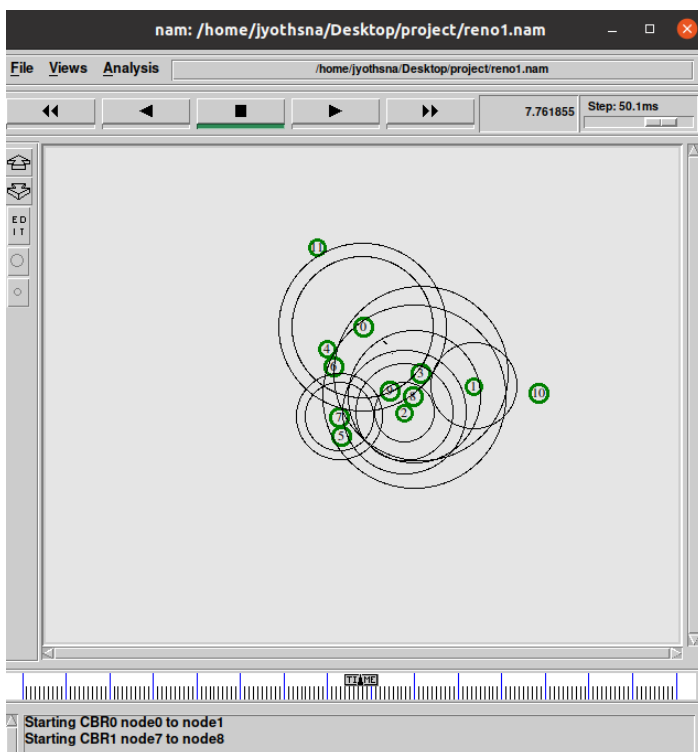 nam: /home/jyothsna/Desktop/project/reno1.nam
File Views Analysis /home/jyothsna/Desktop/project/reno1.nam
7.761855 Step: 50.1ms
ED
IT
11
0
4
6
3
1
9
8
10
2
7
5
TIME
Starting CBR0 node0 to node1
Starting CBR1 node7 to node8